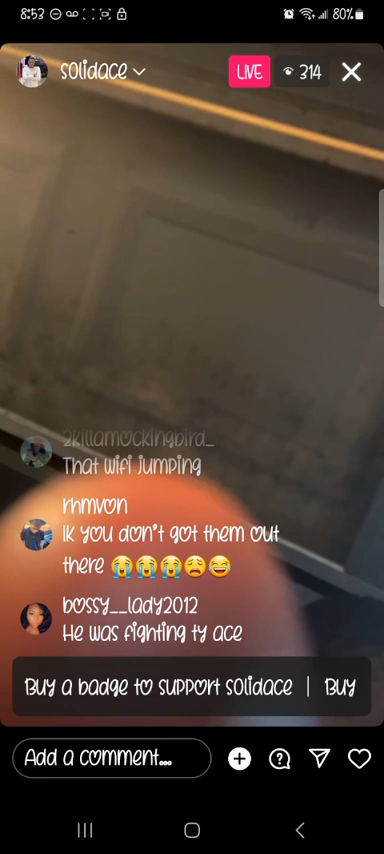 8:53
80%
solidace
LIVE
314
2killamockingbird_
That wifi jumping
rhmvon
Ik you don't got them out
there 😭😭😭😩😂
bossy__lady2012
He was fighting ty ace
Buy a badge to support solidace | Buy
Add a comment...